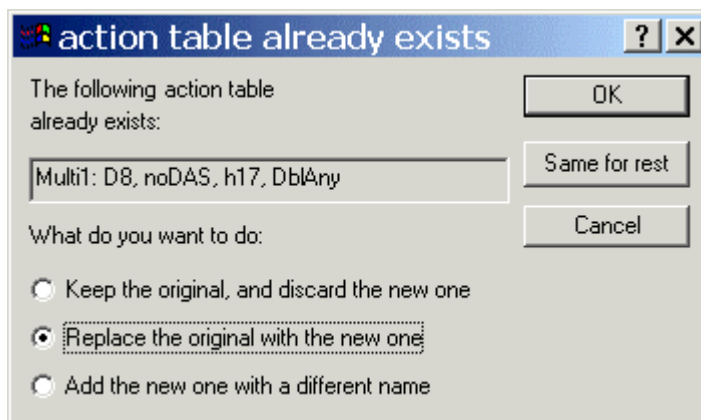 action table already exists
The following action table
already exists:
OK
Multi1: D8, noDAS, h17, DblAny
Same for rest
What do you want to do:
Cancel
Keep the original, and discard the new one
Replace the original with the new one
Add the new one with a different name